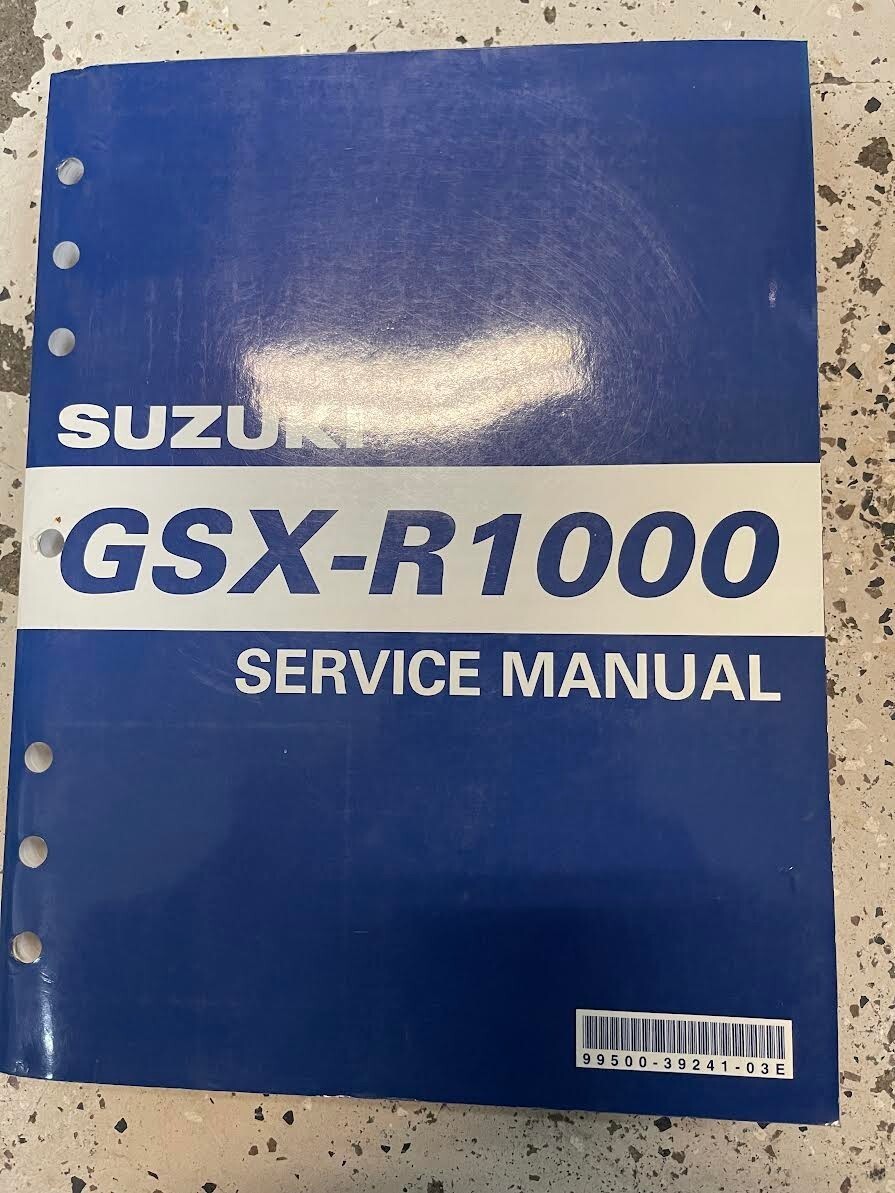 SUZUKI
GSX-R1000
SERVICE MANUAL
99500-39241-03E